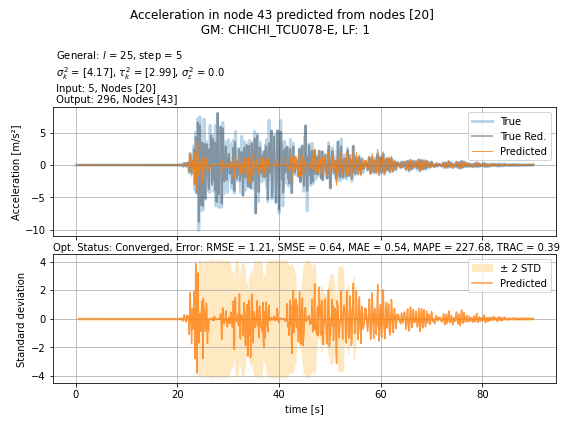 Acceleration in node 43 predicted from nodes [20]
GM: CHICHI_TCU078-E, LF: 1
General: l = 25, step = 5
σ²ₖ = [4.17], τ²ₖ = [2.99], σ²ε = 0.0
Input: 5, Nodes [20]
Output: 296, Nodes [43]
Acceleration [m/s²]
5
0
−5
−10
True
True Red.
Predicted
Opt. Status: Converged, Error: RMSE = 1.21, SMSE = 0.64, MAE = 0.54, MAPE = 227.68, TRAC = 0.39
Standard deviation
4
2
0
−2
−4
± 2 STD
Predicted
0 20 40 60 80
time [s]